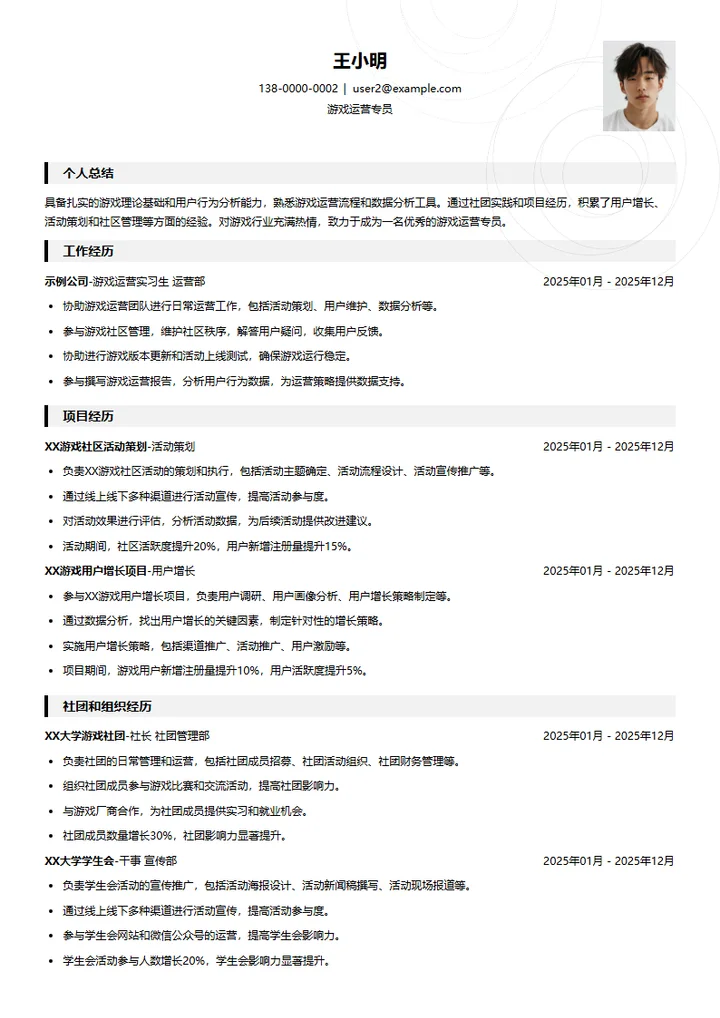 王小明
138-0000-0002 | user2@example.com
游戏运营专员
个人总结
具备扎实的游戏理论基础和用户行为分析能力，熟悉游戏运营流程和数据分析工具。通过社团实践和项目经历，积累了用户增长、
活动策划和社区管理等方面的经验。对游戏行业充满热情，致力于成为一名优秀的游戏运营专员。
工作经历
示例公司-游戏运营实习生 运营部 2025年01月 - 2025年12月
• 协助游戏运营团队进行日常运营工作，包括活动策划、用户维护、数据分析等。
• 参与游戏社区管理，维护社区秩序，解答用户疑问，收集用户反馈。
• 协助进行游戏版本更新和活动上线测试，确保游戏运行稳定。
• 参与撰写游戏运营报告，分析用户行为数据，为运营策略提供数据支持。
项目经历
XX游戏社区活动策划-活动策划 2025年01月 - 2025年12月
• 负责XX游戏社区活动的策划和执行，包括活动主题确定、活动流程设计、活动宣传推广等。
• 通过线上线下多种渠道进行活动宣传，提高活动参与度。
• 对活动效果进行评估，分析活动数据，为后续活动提供改进建议。
• 活动期间，社区活跃度提升20%，用户新增注册量提升15%。
XX游戏用户增长项目-用户增长 2025年01月 - 2025年12月
• 参与XX游戏用户增长项目，负责用户调研、用户画像分析、用户增长策略制定等。
• 通过数据分析，找出用户增长的关键因素，制定针对性的增长策略。
• 实施用户增长策略，包括渠道推广、活动推广、用户激励等。
• 项目期间，游戏用户新增注册量提升10%，用户活跃度提升5%。
社团和组织经历
XX大学游戏社团-社长 社团管理部 2025年01月 - 2025年12月
• 负责社团的日常管理和运营，包括社团成员招募、社团活动组织、社团财务管理等。
• 组织社团成员参与游戏比赛和交流活动，提高社团影响力。
• 与游戏厂商合作，为社团成员提供实习和就业机会。
• 社团成员数量增长30%，社团影响力显著提升。
XX大学学生会-干事 宣传部 2025年01月 - 2025年12月
• 负责学生会活动的宣传推广，包括活动海报设计、活动新闻稿撰写、活动现场报道等。
• 通过线上线下多种渠道进行活动宣传，提高活动参与度。
• 参与学生会网站和微信公众号的运营，提高学生会影响力。
• 学生会活动参与人数增长20%，学生会影响力显著提升。